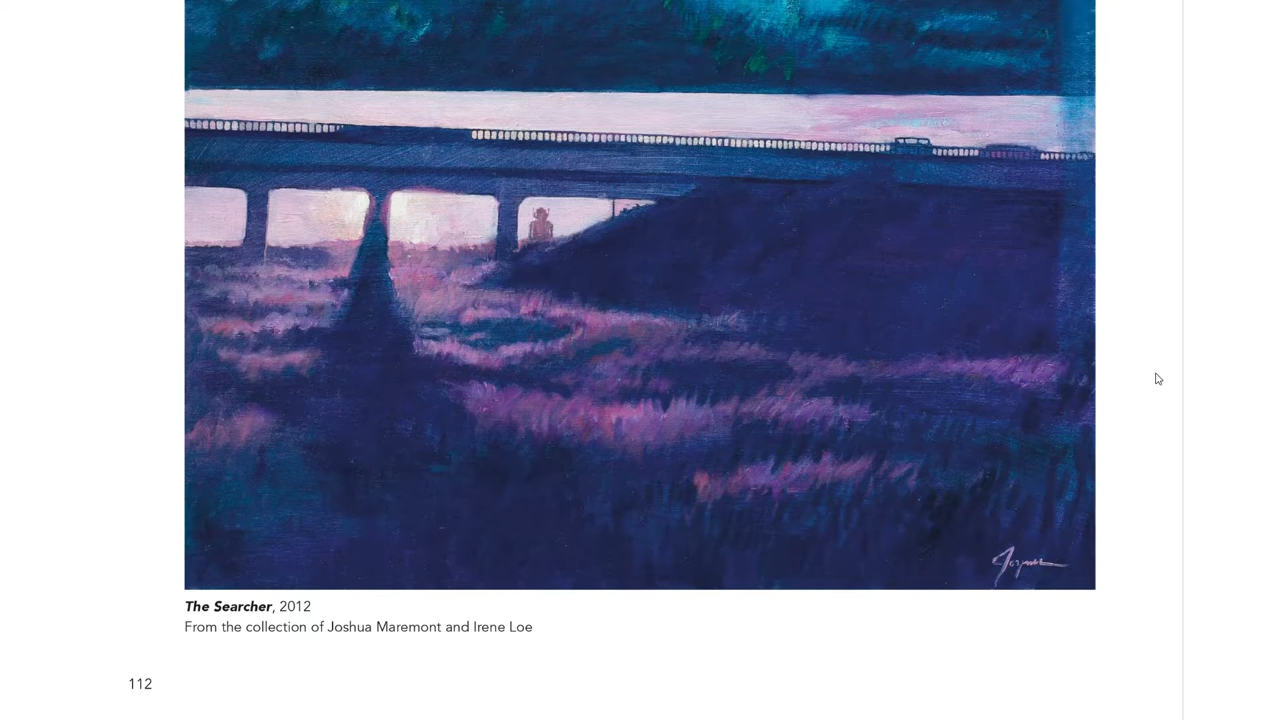 The Searcher, 2012
From the collection of Joshua Maremont and Irene Loe
112